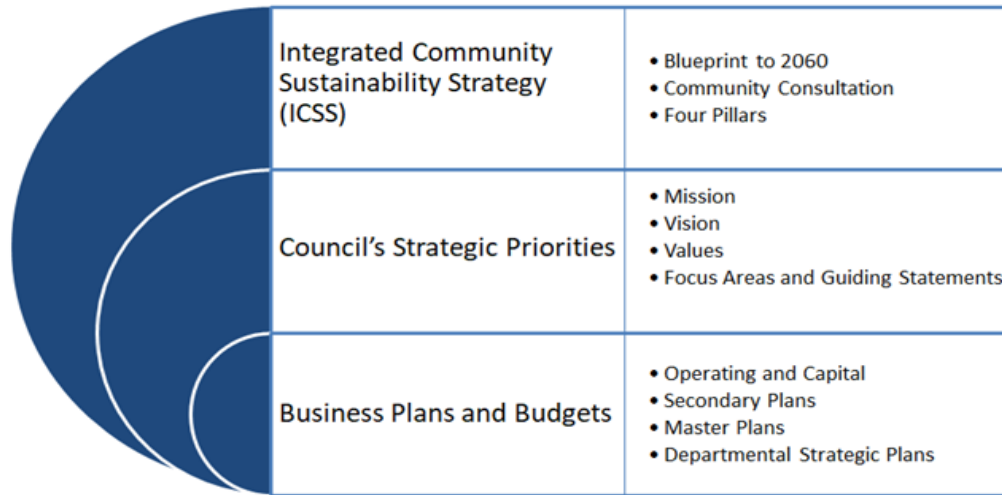 Integrated Community
Sustainability Strategy
(ICSS)
• Blueprint to 2060
• Community Consultation
• Four Pillars
Council's Strategic Priorities
• Mission
• Vision
• Values
• Focus Areas and Guiding Statements
Business Plans and Budgets
• Operating and Capital
• Secondary Plans
• Master Plans
• Departmental Strategic Plans